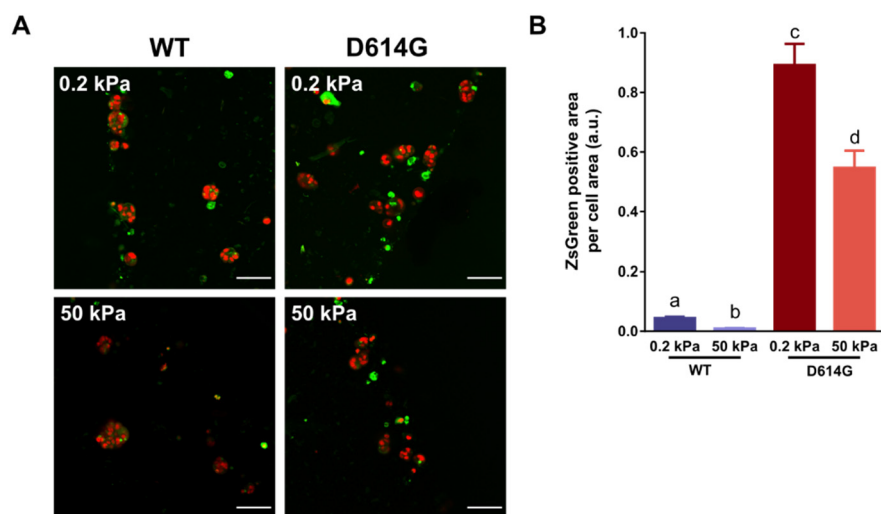 A
WT
D614G
0.2 kPa
0.2 kPa
50 kPa
50 kPa
B
ZsGreen positive area
per cell area (a.u.)
1.0
0.8
0.6
0.4
0.2
0.0
a
b
c
d
0.2 kPa 50 kPa 0.2 kPa 50 kPa
WT
D614G